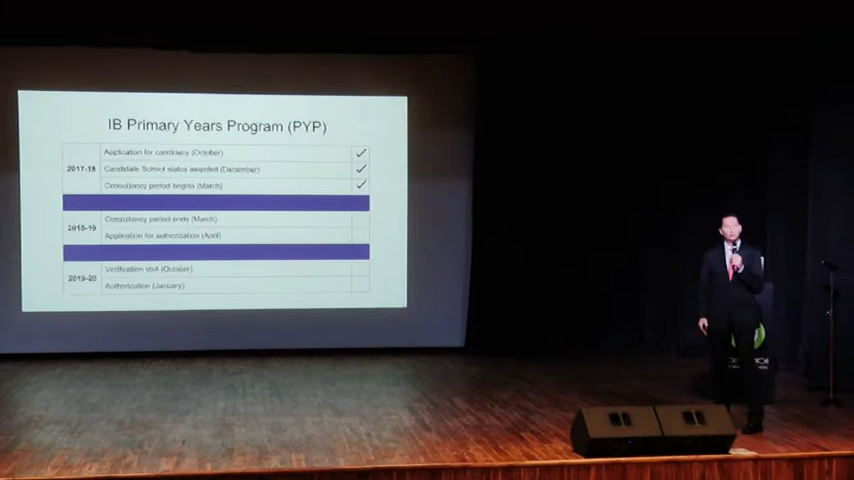 IB Primary Years Program (PYP)
Application for candidacy (October)
2017-18
Candidate School status awarded (December)
Consultancy period begins (March)
Consultancy period ends (March)
2018-19
Application for authorization (April)
Verification visit (October)
2019-20
Authorization (January)